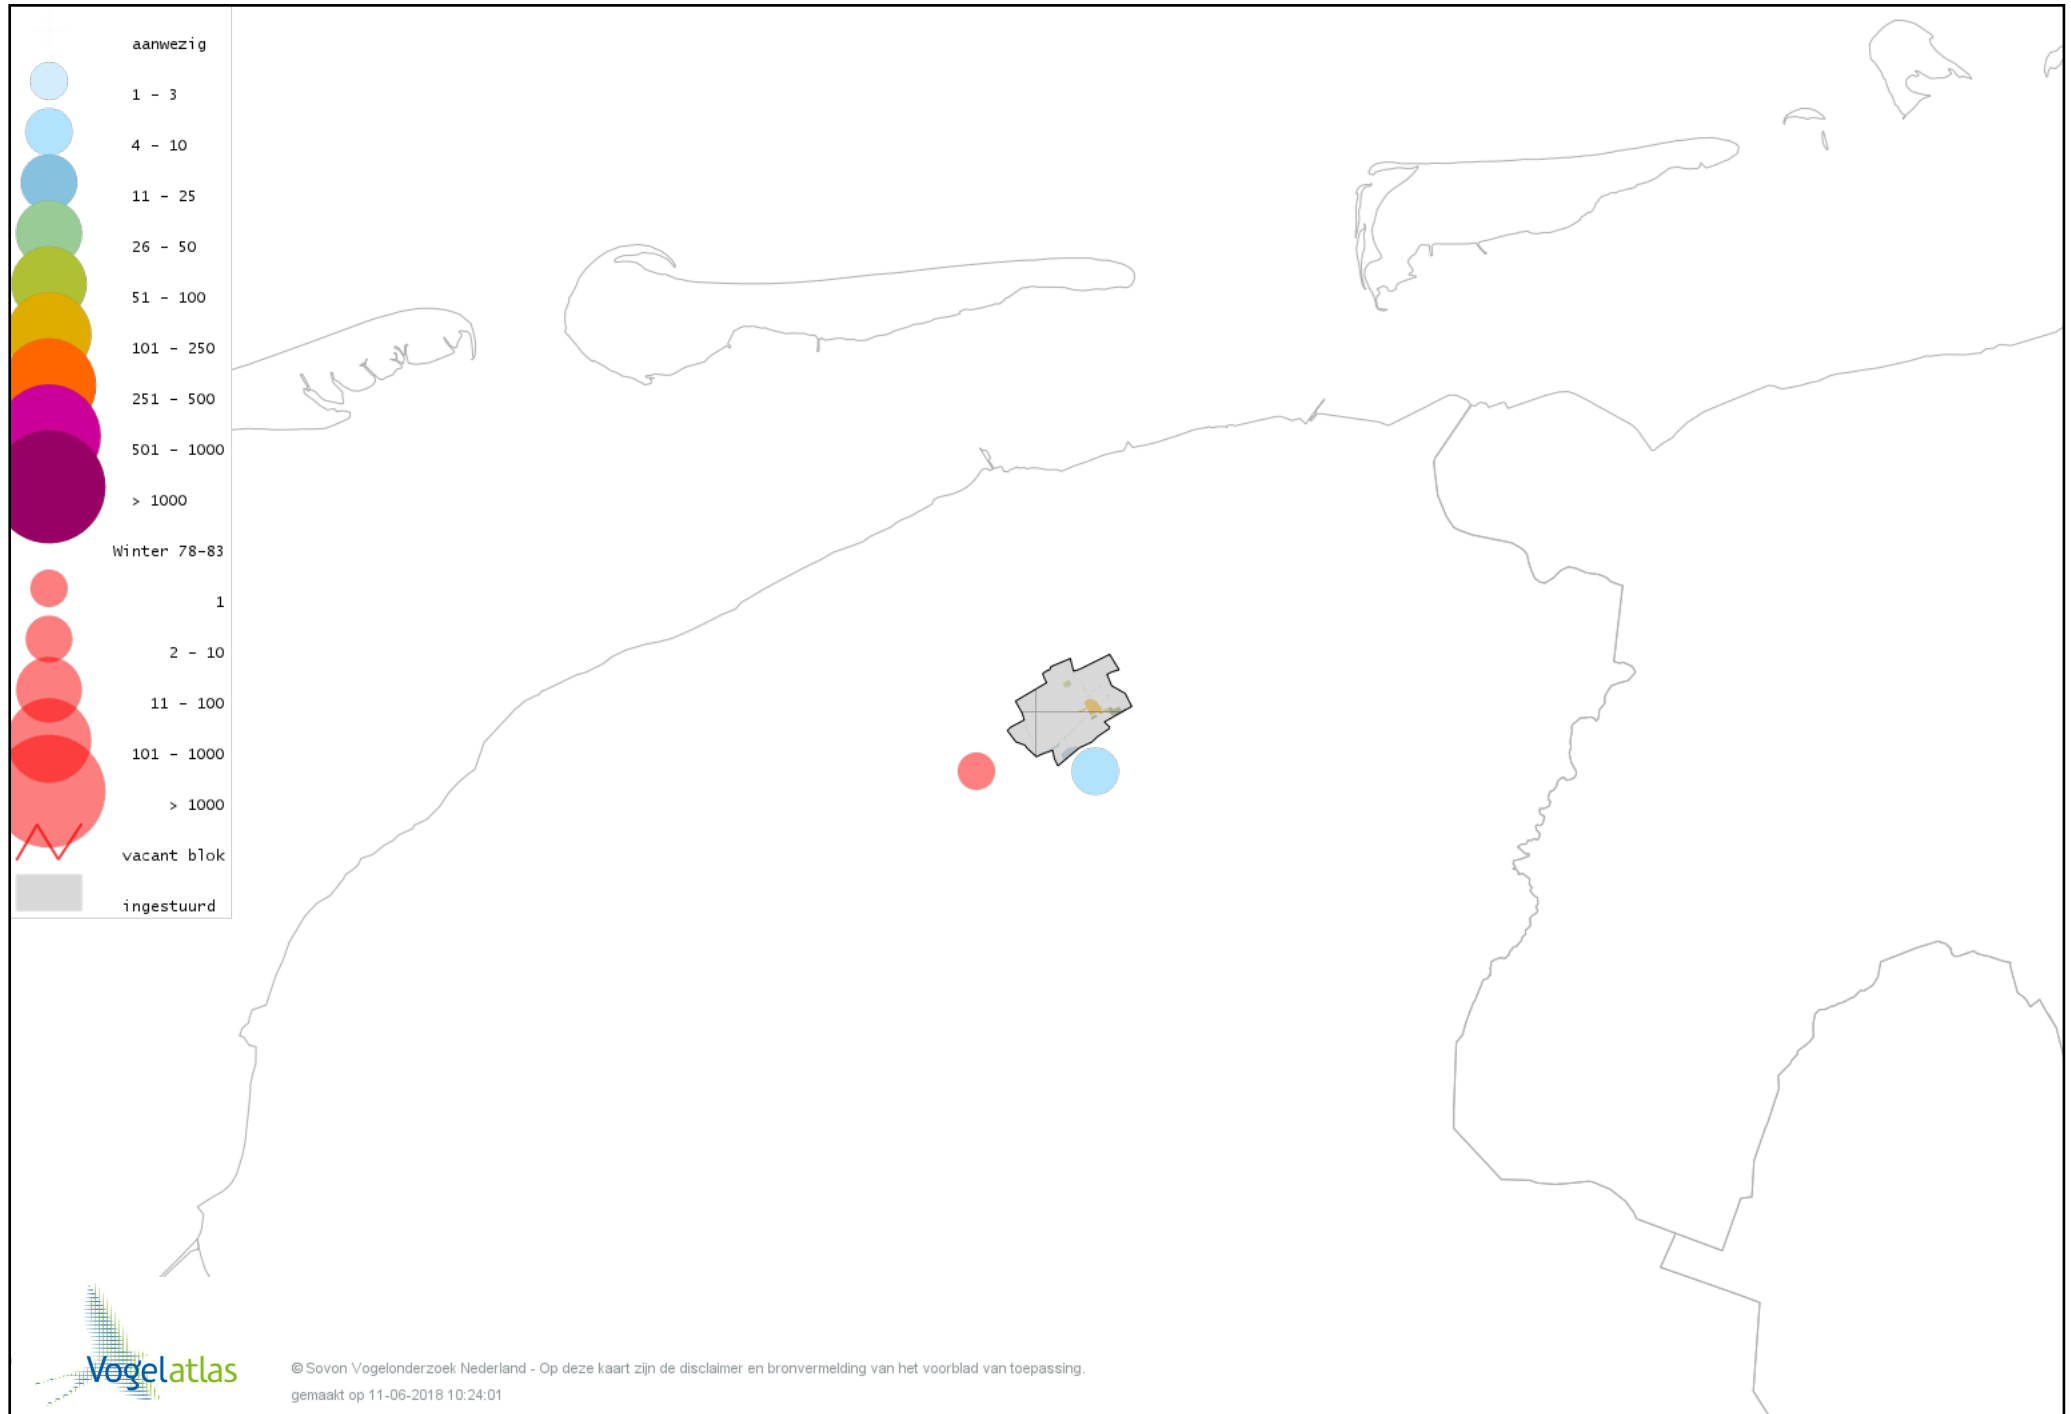 aanwezig
1 - 3
4 - 10
11 - 25
26 - 50
51 - 100
101 - 250
251 - 500
501 - 1000
> 1000
Winter 78-83
1
2 - 10
11 - 100
101 - 1000
> 1000
vacant blok
ingestuurd
Vogelatlas
© Sovon Vogelonderzoek Nederland - Op deze kaart zijn de disclaimer en bronvermelding van het voorblad van toepassing.
gemaakt op 11-06-2018 10:24:01